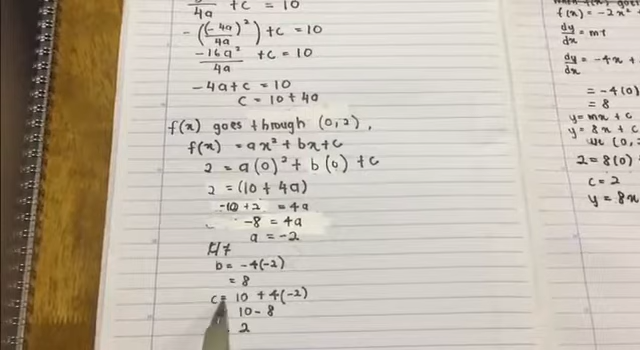 4a + c = 10
- ((-4a)²/4a) + c = 10
-16a²/4a + c = 10
-4a + c = 10
c = 10 + 4a
f(x) goes through (0,2),
f(x) = ax² + bx + c
2 = a(0)² + b(0) + c
2 = (10 + 4a)
-10 + 2 = 4a
-8 = 4a
a = -2
b = -4(-2)
= 8
c = 10 + 4(-2)
10 - 8
2
f(x) = -2x²
dy/dx = mt
dy/dx = -4x +
= -4(0)
= 8
y = mx + c
y = 8x + c
(0,
2 = 8(0)
c = 2
y = 8x